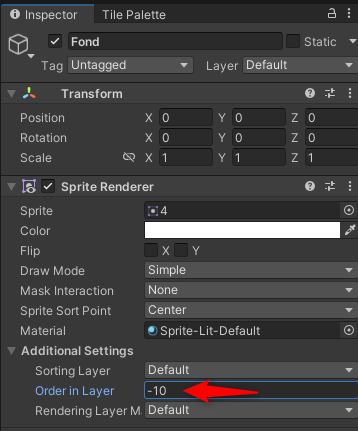 Inspector Tile Palette
Fond Static
Tag Untagged Layer Default
Transform
Position X 0 Y 0 Z 0
Rotation X 0 Y 0 Z 0
Scale X 1 Y 1 Z 1
Sprite Renderer
Sprite 4
Color
Flip X Y
Draw Mode Simple
Mask Interaction None
Sprite Sort Point Center
Material Sprite-Lit-Default
Additional Settings
Sorting Layer Default
Order in Layer -10
Rendering Layer M Default